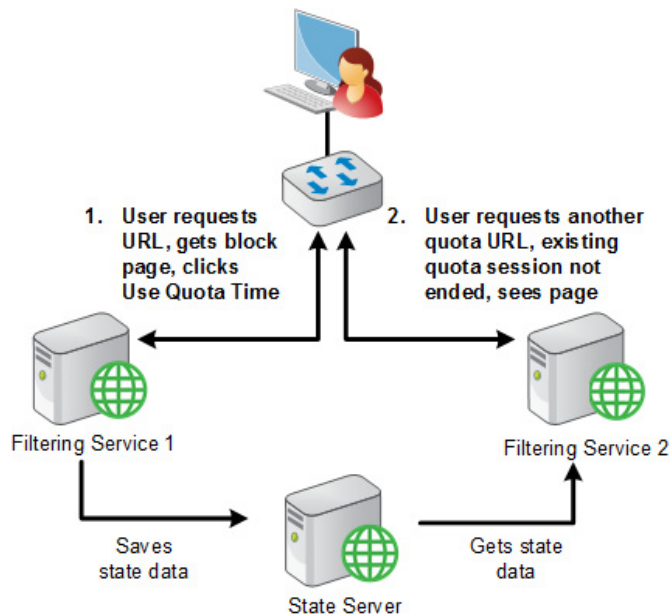 1. User requests
URL, gets block
page, clicks
Use Quota Time
2. User requests another
quota URL, existing
quota session not
ended, sees page
Filtering Service 1
Filtering Service 2
Saves
state data
Gets state
data
State Server